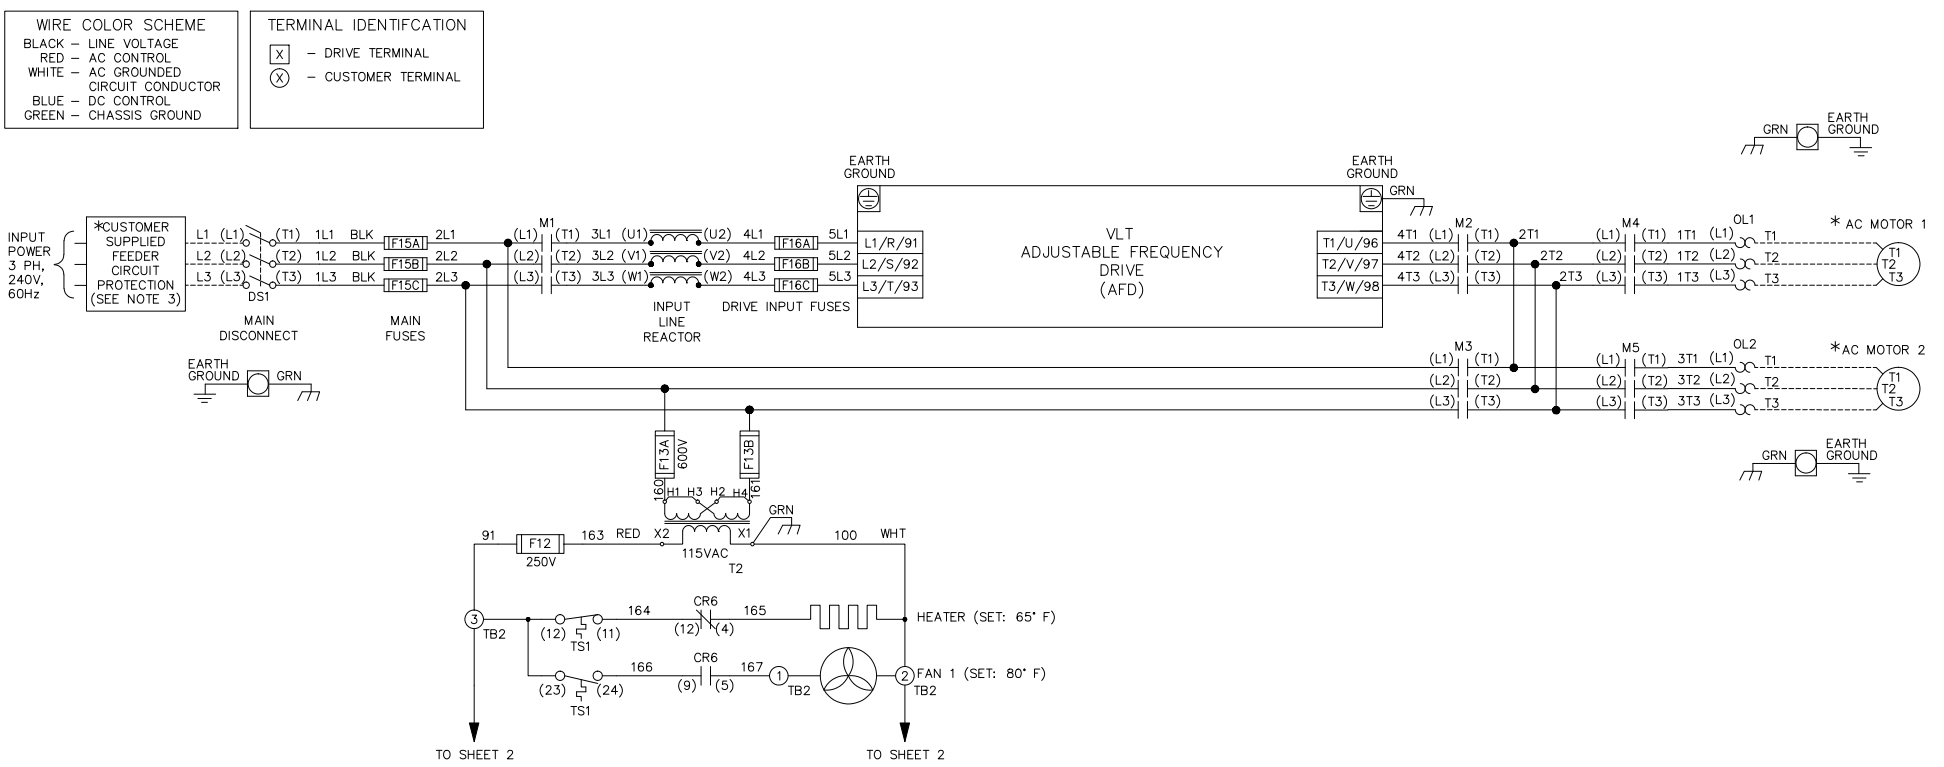 WIRE COLOR SCHEME
BLACK – LINE VOLTAGE
RED – AC CONTROL
WHITE – AC GROUNDED
CIRCUIT CONDUCTOR
BLUE – DC CONTROL
GREEN – CHASSIS GROUND
TERMINAL IDENTIFCATION
X – DRIVE TERMINAL
X – CUSTOMER TERMINAL
GRN
EARTH
GROUND
EARTH
GROUND
EARTH
GROUND
GRN
INPUT
POWER
3 PH,
240V,
60Hz
*CUSTOMER
SUPPLIED
FEEDER
CIRCUIT
PROTECTION
(SEE NOTE 3)
L1 (L1) (T1) 1L1 BLK F15A 2L1 (L1) M1 (T1) 3L1 (U1) (U2) 4L1 F16A 5L1 L1/R/91
L2 (L2) (T2) 1L2 BLK F15B 2L2 (L2) (T2) 3L2 (V1) (V2) 4L2 F16B 5L2 L2/S/92
L3 (L3) (T3) 1L3 BLK F15C 2L3 (L3) (T3) 3L3 (W1) (W2) 4L3 F16C 5L3 L3/T/93
DS1
MAIN
DISCONNECT
MAIN
FUSES
INPUT
LINE
REACTOR
DRIVE INPUT FUSES
VLT
ADJUSTABLE FREQUENCY
DRIVE
(AFD)
T1/U/96 4T1 (L1) M2 (T1) 2T1 (L1) M4 (T1) 1T1 (L1) OL1 T1
T2/V/97 4T2 (L2) (T2) 2T2 (L2) (T2) 1T2 (L2) T2
T3/W/98 4T3 (L3) (T3) 2T3 (L3) (T3) 1T3 (L3) T3
* AC MOTOR 1
T1
T2
T3
EARTH
GROUND
GRN
(L1) M3 (T1) (L1) M5 (T1) 3T1 (L1) OL2 T1
(L2) (T2) (L2) (T2) 3T2 (L2) T2
(L3) (T3) (L3) (T3) 3T3 (L3) T3
*AC MOTOR 2
T1
T2
T3
GRN
EARTH
GROUND
F13A
600V
F13B
160
H1 H3 H2 H4
161
GRN
91 F12 163 RED X2 X1 100 WHT
250V
115VAC
T2
3
TB2
(12) (11)
TS1
164
CR6
(12) (4)
165
HEATER (SET: 65° F)
(23) (24)
TS1
166
CR6
(9) (5)
167
1
TB2
2
TB2
FAN 1 (SET: 80° F)
TO SHEET 2
TO SHEET 2